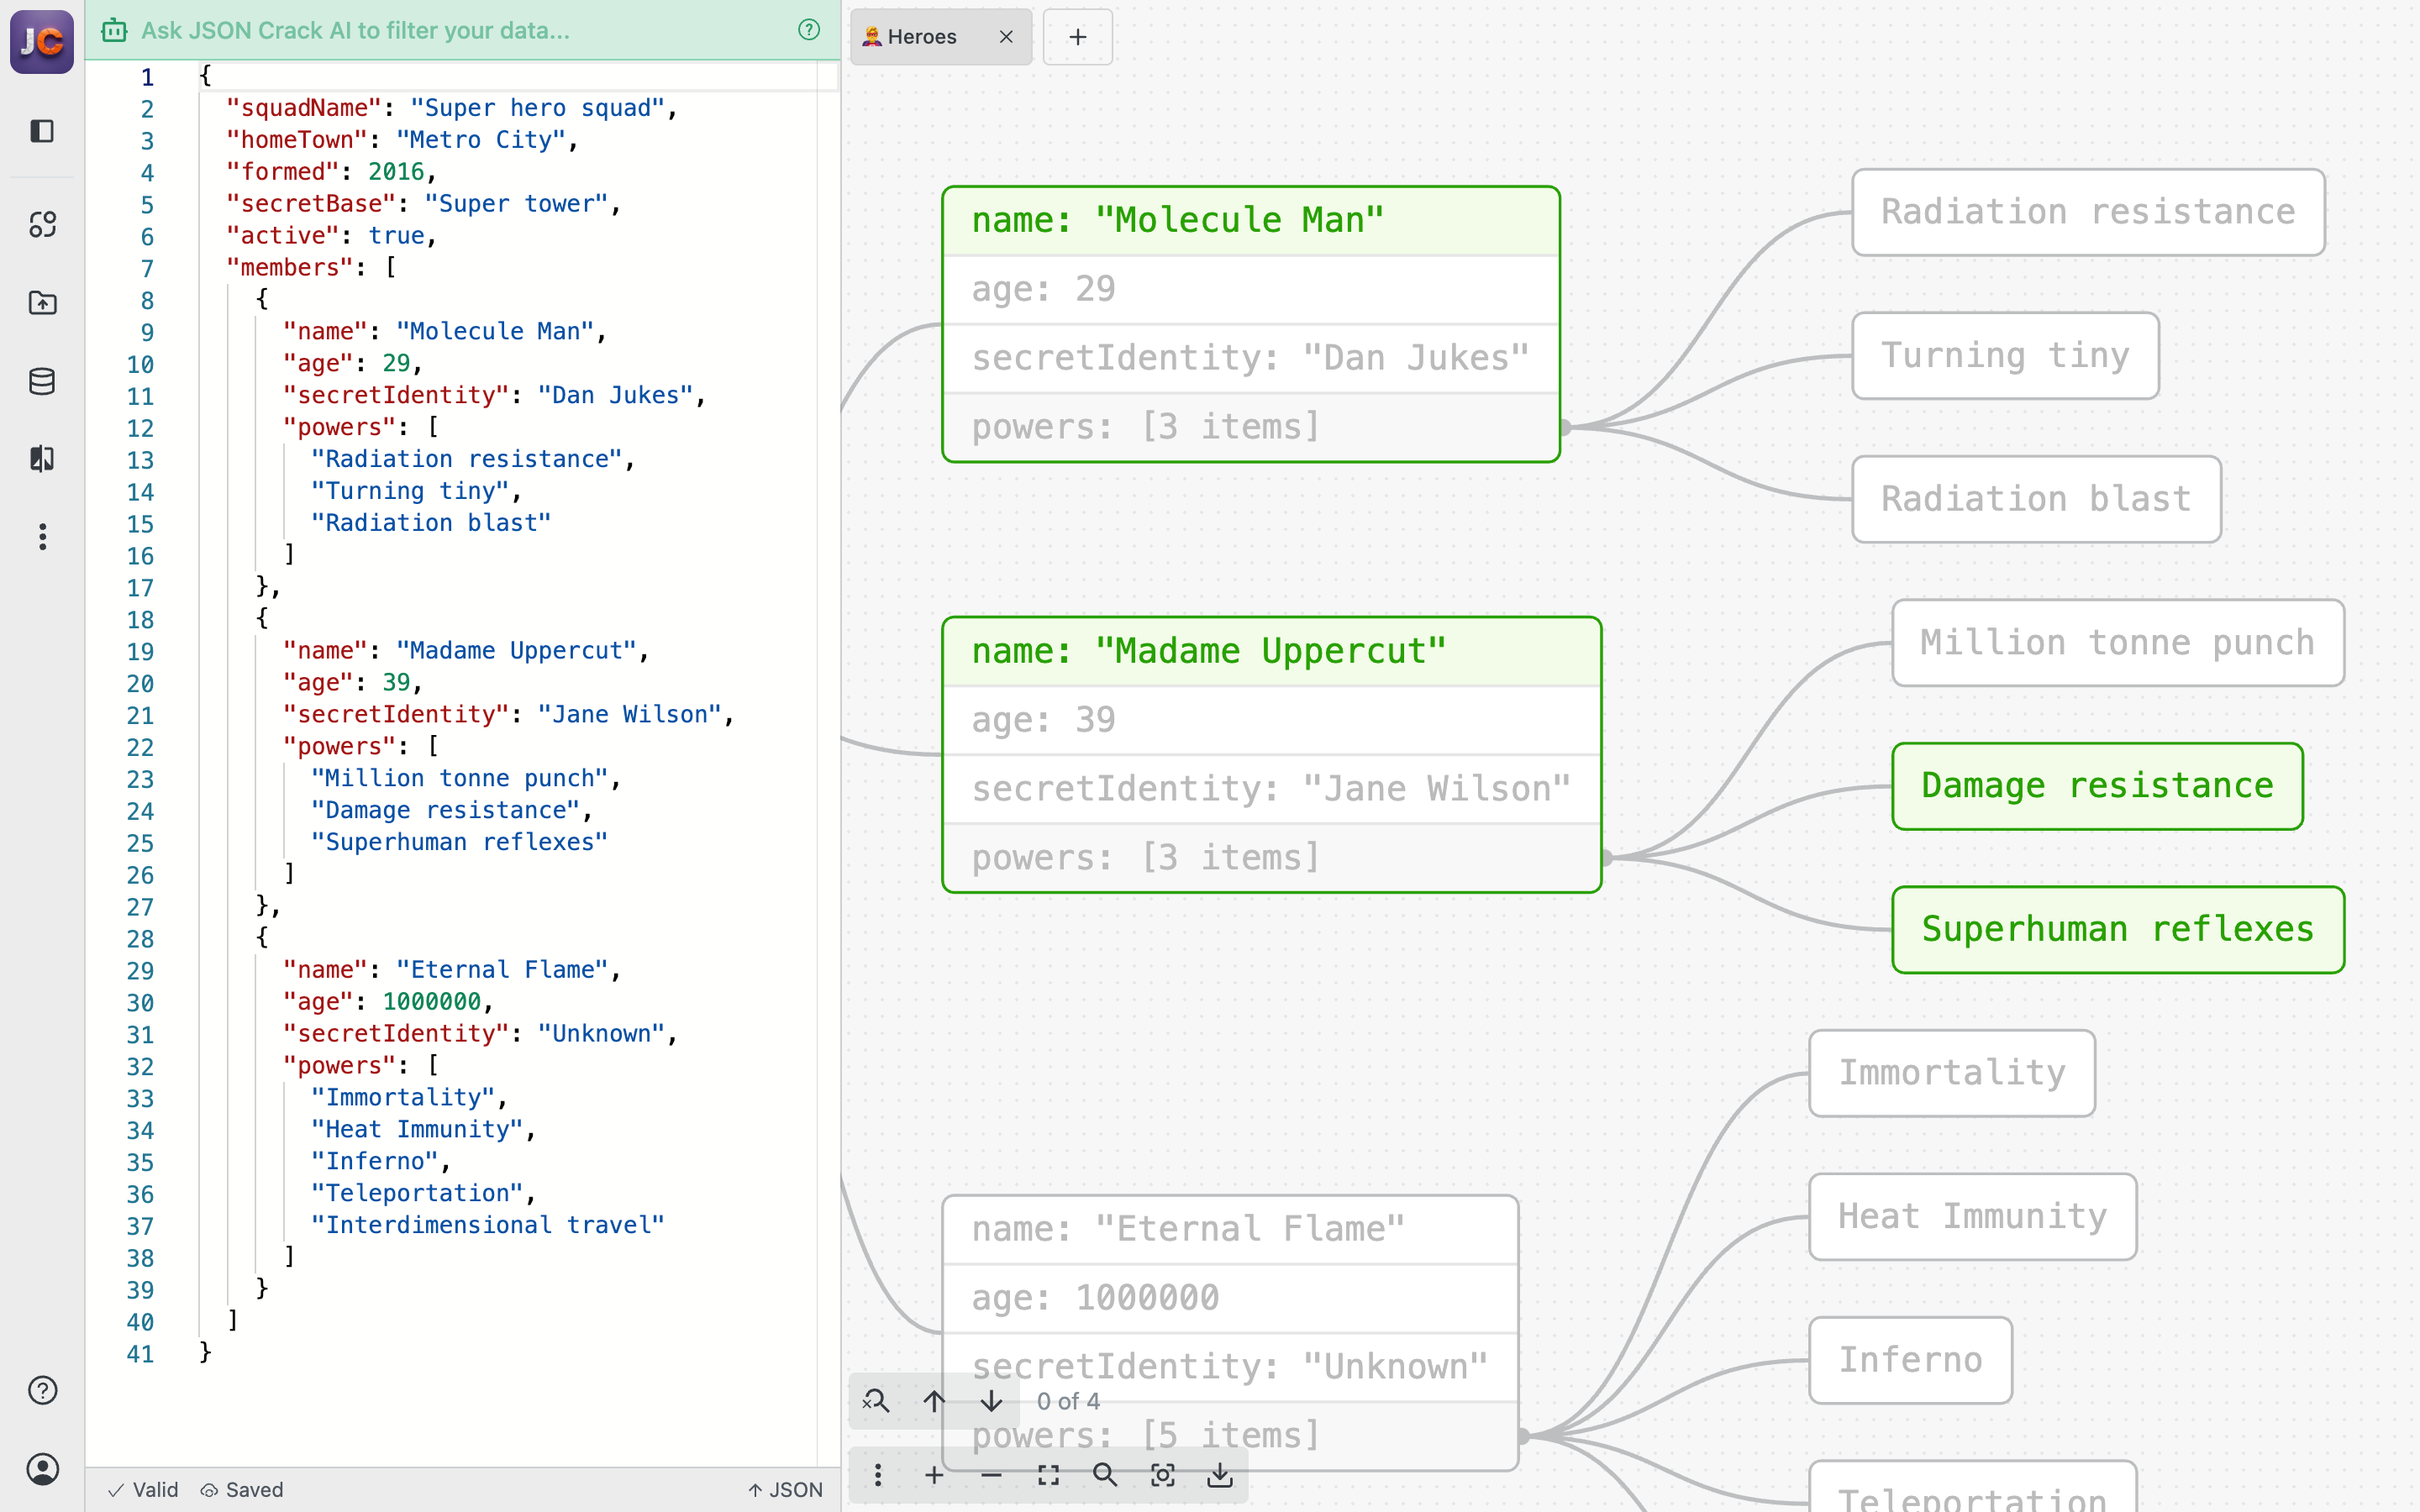 JC
Ask JSON Crack AI to filter your data...
1 {
2 "squadName": "Super hero squad",
3 "homeTown": "Metro City",
4 "formed": 2016,
5 "secretBase": "Super tower",
6 "active": true,
7 "members": [
8 {
9 "name": "Molecule Man",
10 "age": 29,
11 "secretIdentity": "Dan Jukes",
12 "powers": [
13 "Radiation resistance",
14 "Turning tiny",
15 "Radiation blast"
16 ]
17 },
18 {
19 "name": "Madame Uppercut",
20 "age": 39,
21 "secretIdentity": "Jane Wilson",
22 "powers": [
23 "Million tonne punch",
24 "Damage resistance",
25 "Superhuman reflexes"
26 ]
27 },
28 {
29 "name": "Eternal Flame",
30 "age": 1000000,
31 "secretIdentity": "Unknown",
32 "powers": [
33 "Immortality",
34 "Heat Immunity",
35 "Inferno",
36 "Teleportation",
37 "Interdimensional travel"
38 ]
39 }
40 ]
41 }
Valid
Saved
JSON
Heroes
name: "Molecule Man"
age: 29
secretIdentity: "Dan Jukes"
powers: [3 items]
Radiation resistance
Turning tiny
Radiation blast
name: "Madame Uppercut"
age: 39
secretIdentity: "Jane Wilson"
powers: [3 items]
Million tonne punch
Damage resistance
Superhuman reflexes
name: "Eternal Flame"
age: 1000000
secretIdentity: "Unknown"
powers: [5 items]
Immortality
Heat Immunity
Inferno
Teleportation
0 of 4